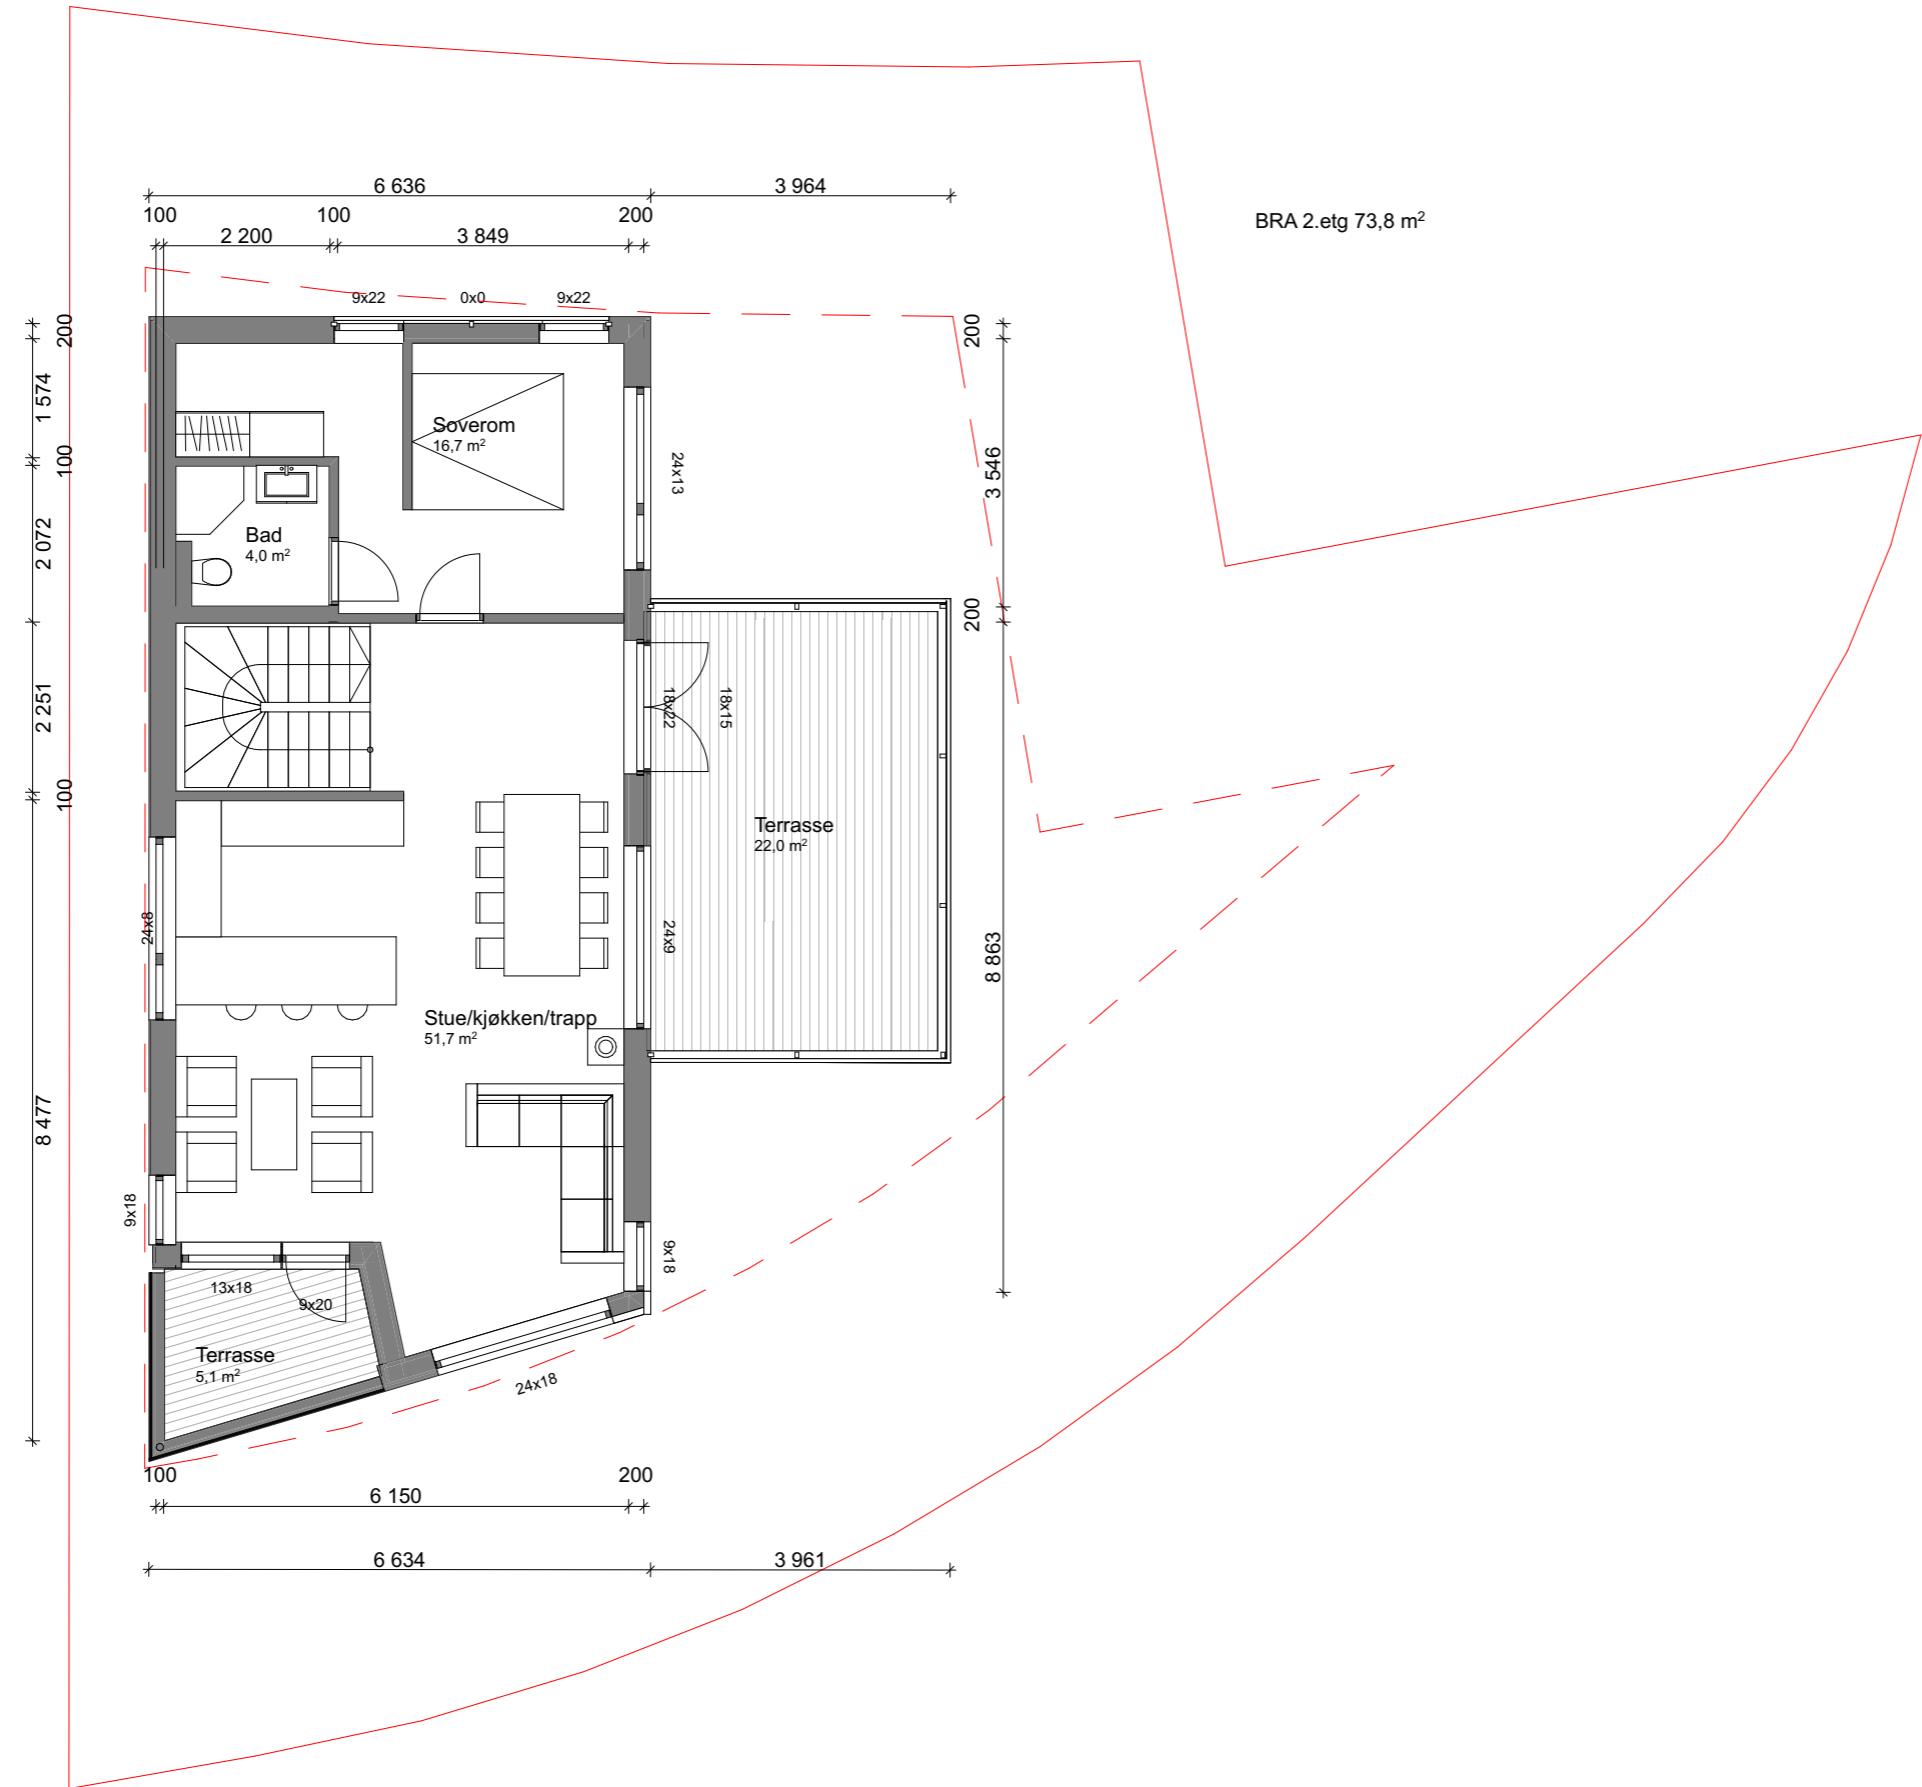 6 636
3 964
100
100
200
2 200
3 849
BRA 2.etg 73,8 m²
9x22
0x0
9x22
200
1 574
100
2 072
2 251
100
8 477
200
3 546
200
8 863
Soverom
16,7 m²
24x13
Bad
4,0 m²
18x22
18x15
Terrasse
22,0 m²
24x8
24x9
Stue/kjøkken/trapp
51,7 m²
9x18
9x18
13x18
9x20
Terrasse
5,1 m²
24x18
100
200
6 150
6 634
3 961